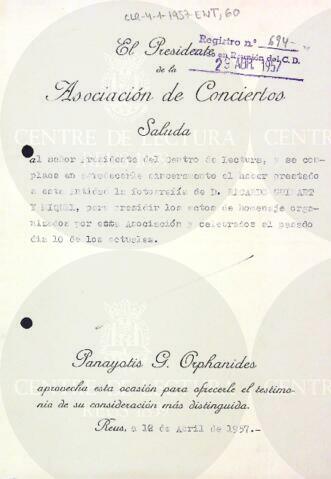 CLR-4-1-1957 ENT, 60
Registro n.º 694
El Presidente
en Reunión del C. D.
de la
29 ABR. 1957
Asociación de Conciertos
Saluda
CENTRE DE LECTURA
al Señor Presidente del Centro de Lectura, y se com-
place en agradecerle sinceramente el haber prestado
a esta Entidad la fotografía de D. RICARDO GUINART
Y MIQUEL, para presidir los actos de homenaje orga-
nizados por esta Asociación y celebrados el pasado
día 10 de los actuales.
Panayotis G. Orphanides
aprovecha esta ocasión para ofrecerle el testimo-
nio de su consideración más distinguida.
Reus, a 12 de Abril de 1957.-